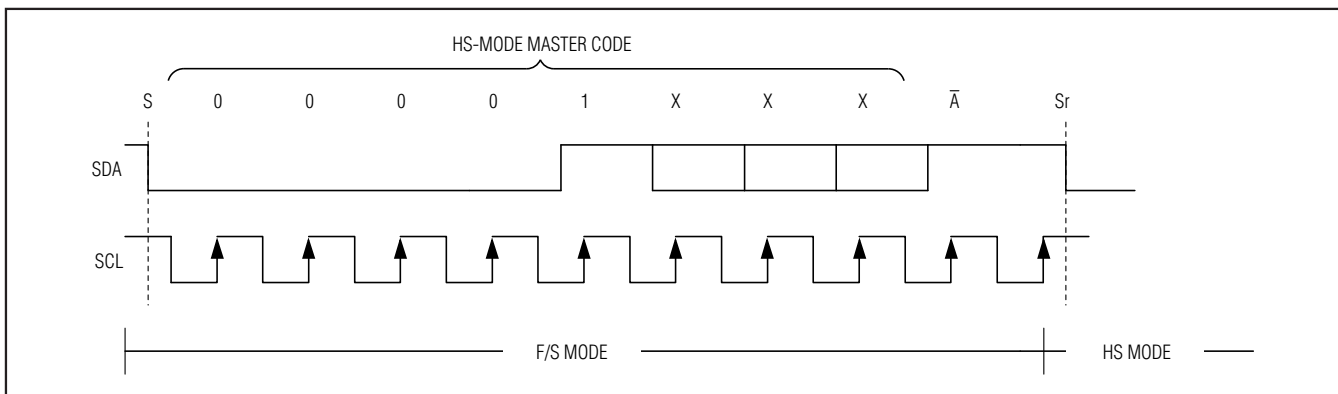 HS-MODE MASTER CODE
S 0 0 0 0 1 X X X A̅ Sr
SDA
SCL
F/S MODE HS MODE